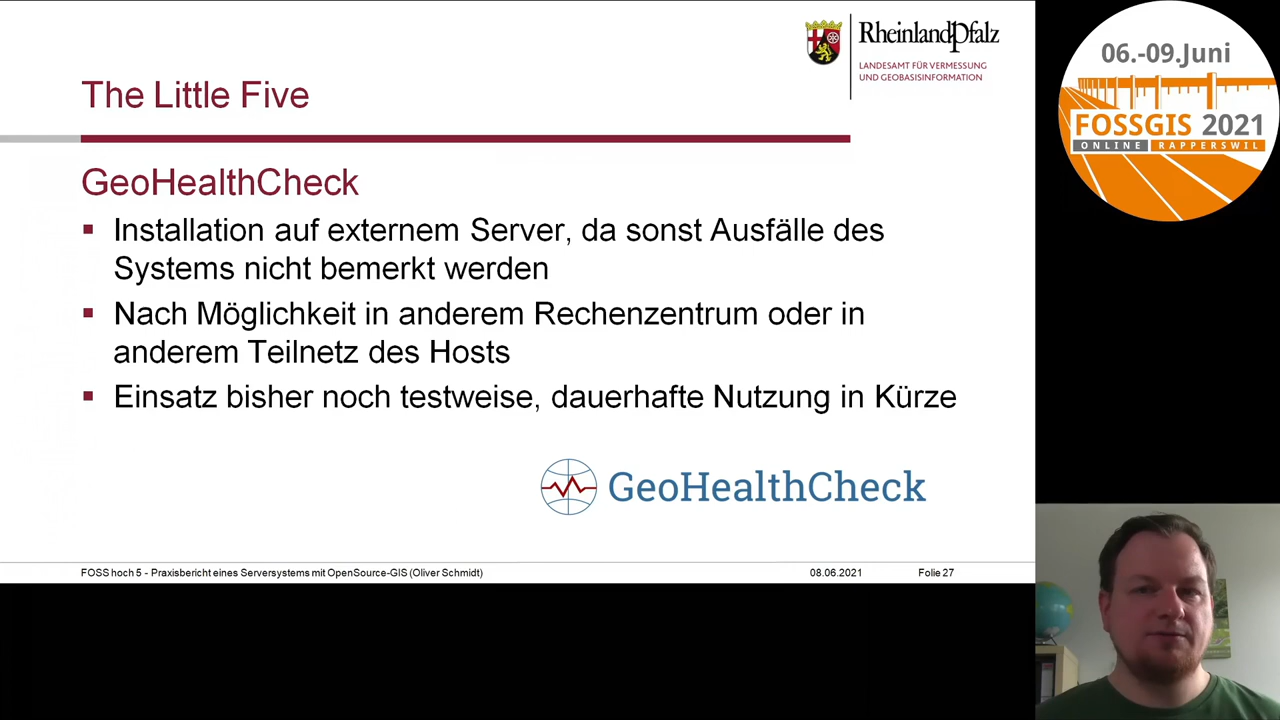 RheinlandPfalz
LANDESAMT FÜR VERMESSUNG
UND GEOBASISINFORMATION
06.-09.Juni
FOSSGIS 2021
ONLINE RAPPERSWIL
The Little Five
GeoHealthCheck
Installation auf externem Server, da sonst Ausfälle des
Systems nicht bemerkt werden
Nach Möglichkeit in anderem Rechenzentrum oder in
anderem Teilnetz des Hosts
Einsatz bisher noch testweise, dauerhafte Nutzung in Kürze
GeoHealthCheck
FOSS hoch 5 - Praxisbericht eines Serversystems mit OpenSource-GIS (Oliver Schmidt) 08.06.2021 Folie 27